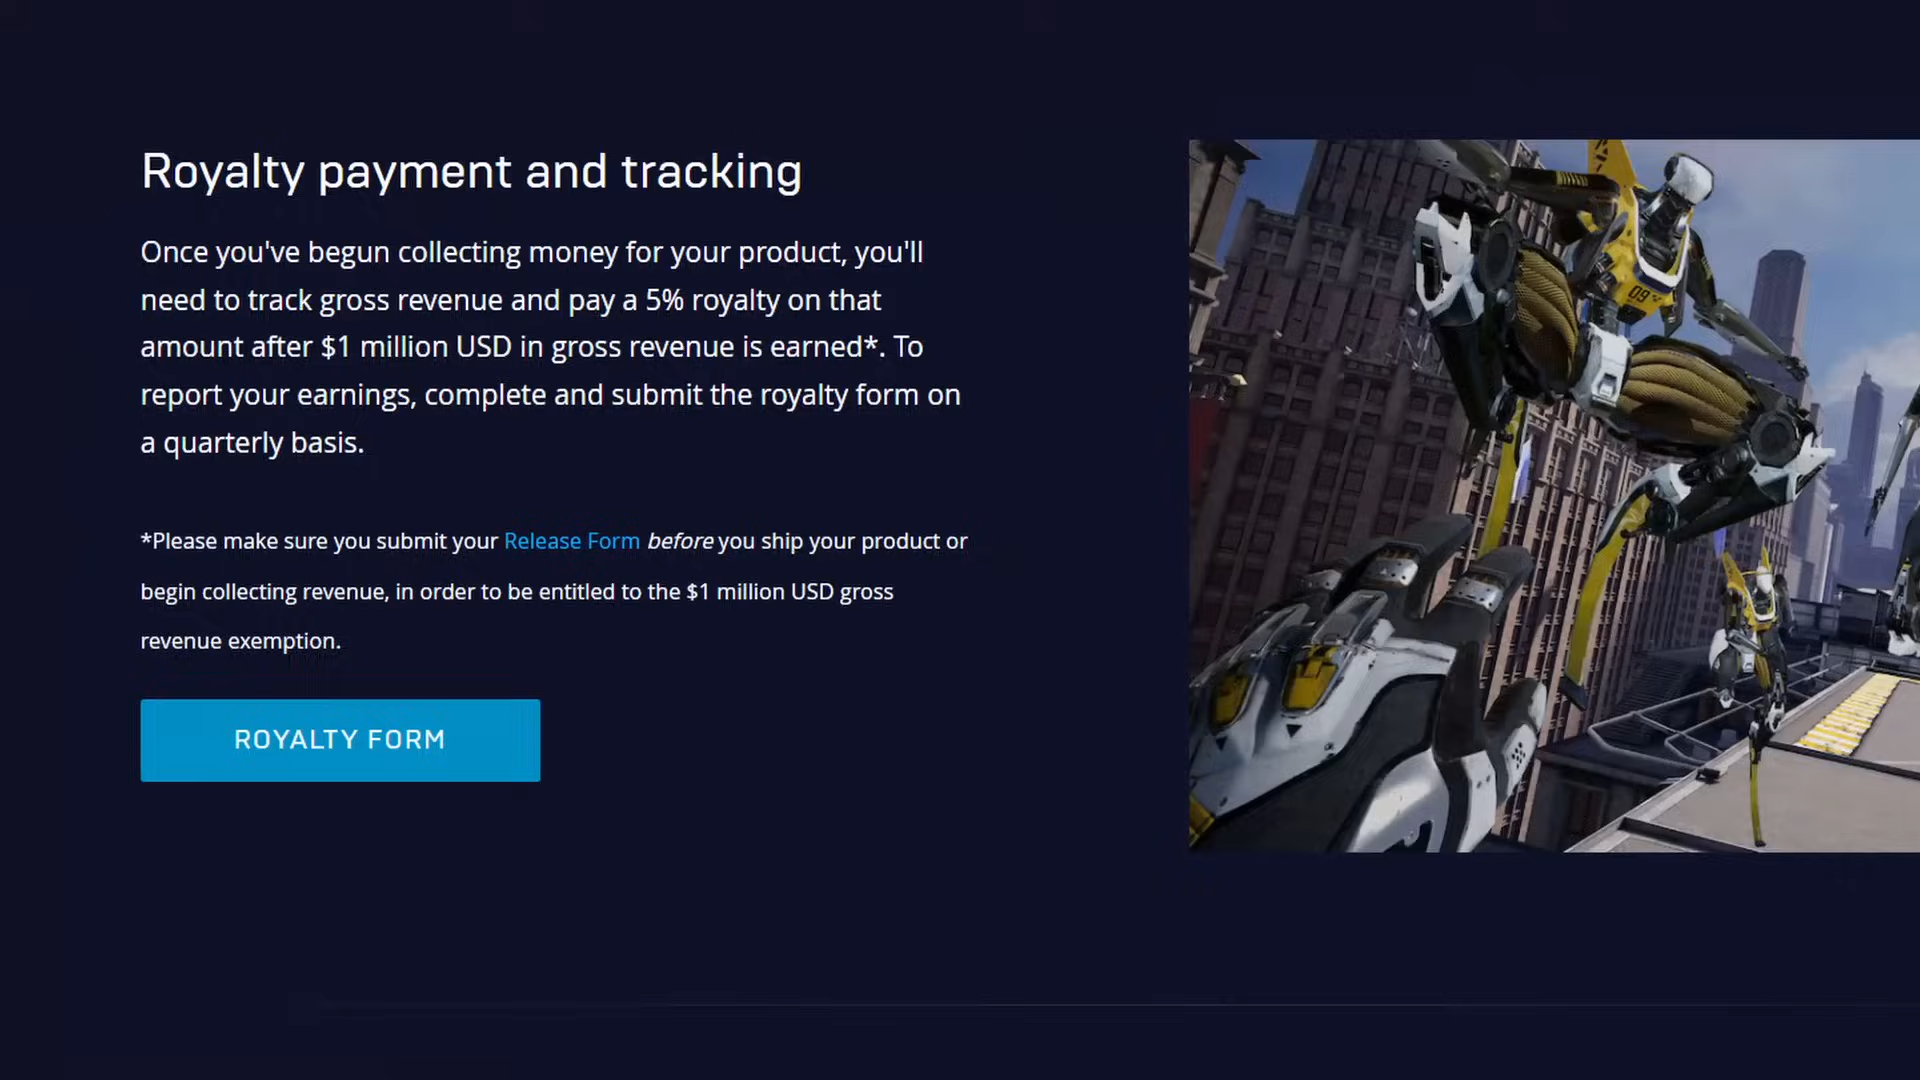 Royalty payment and tracking
Once you've begun collecting money for your product, you'll
need to track gross revenue and pay a 5% royalty on that
amount after $1 million USD in gross revenue is earned*. To
report your earnings, complete and submit the royalty form on
a quarterly basis.
*Please make sure you submit your Release Form before you ship your product or
begin collecting revenue, in order to be entitled to the $1 million USD gross
revenue exemption.
ROYALTY FORM
09